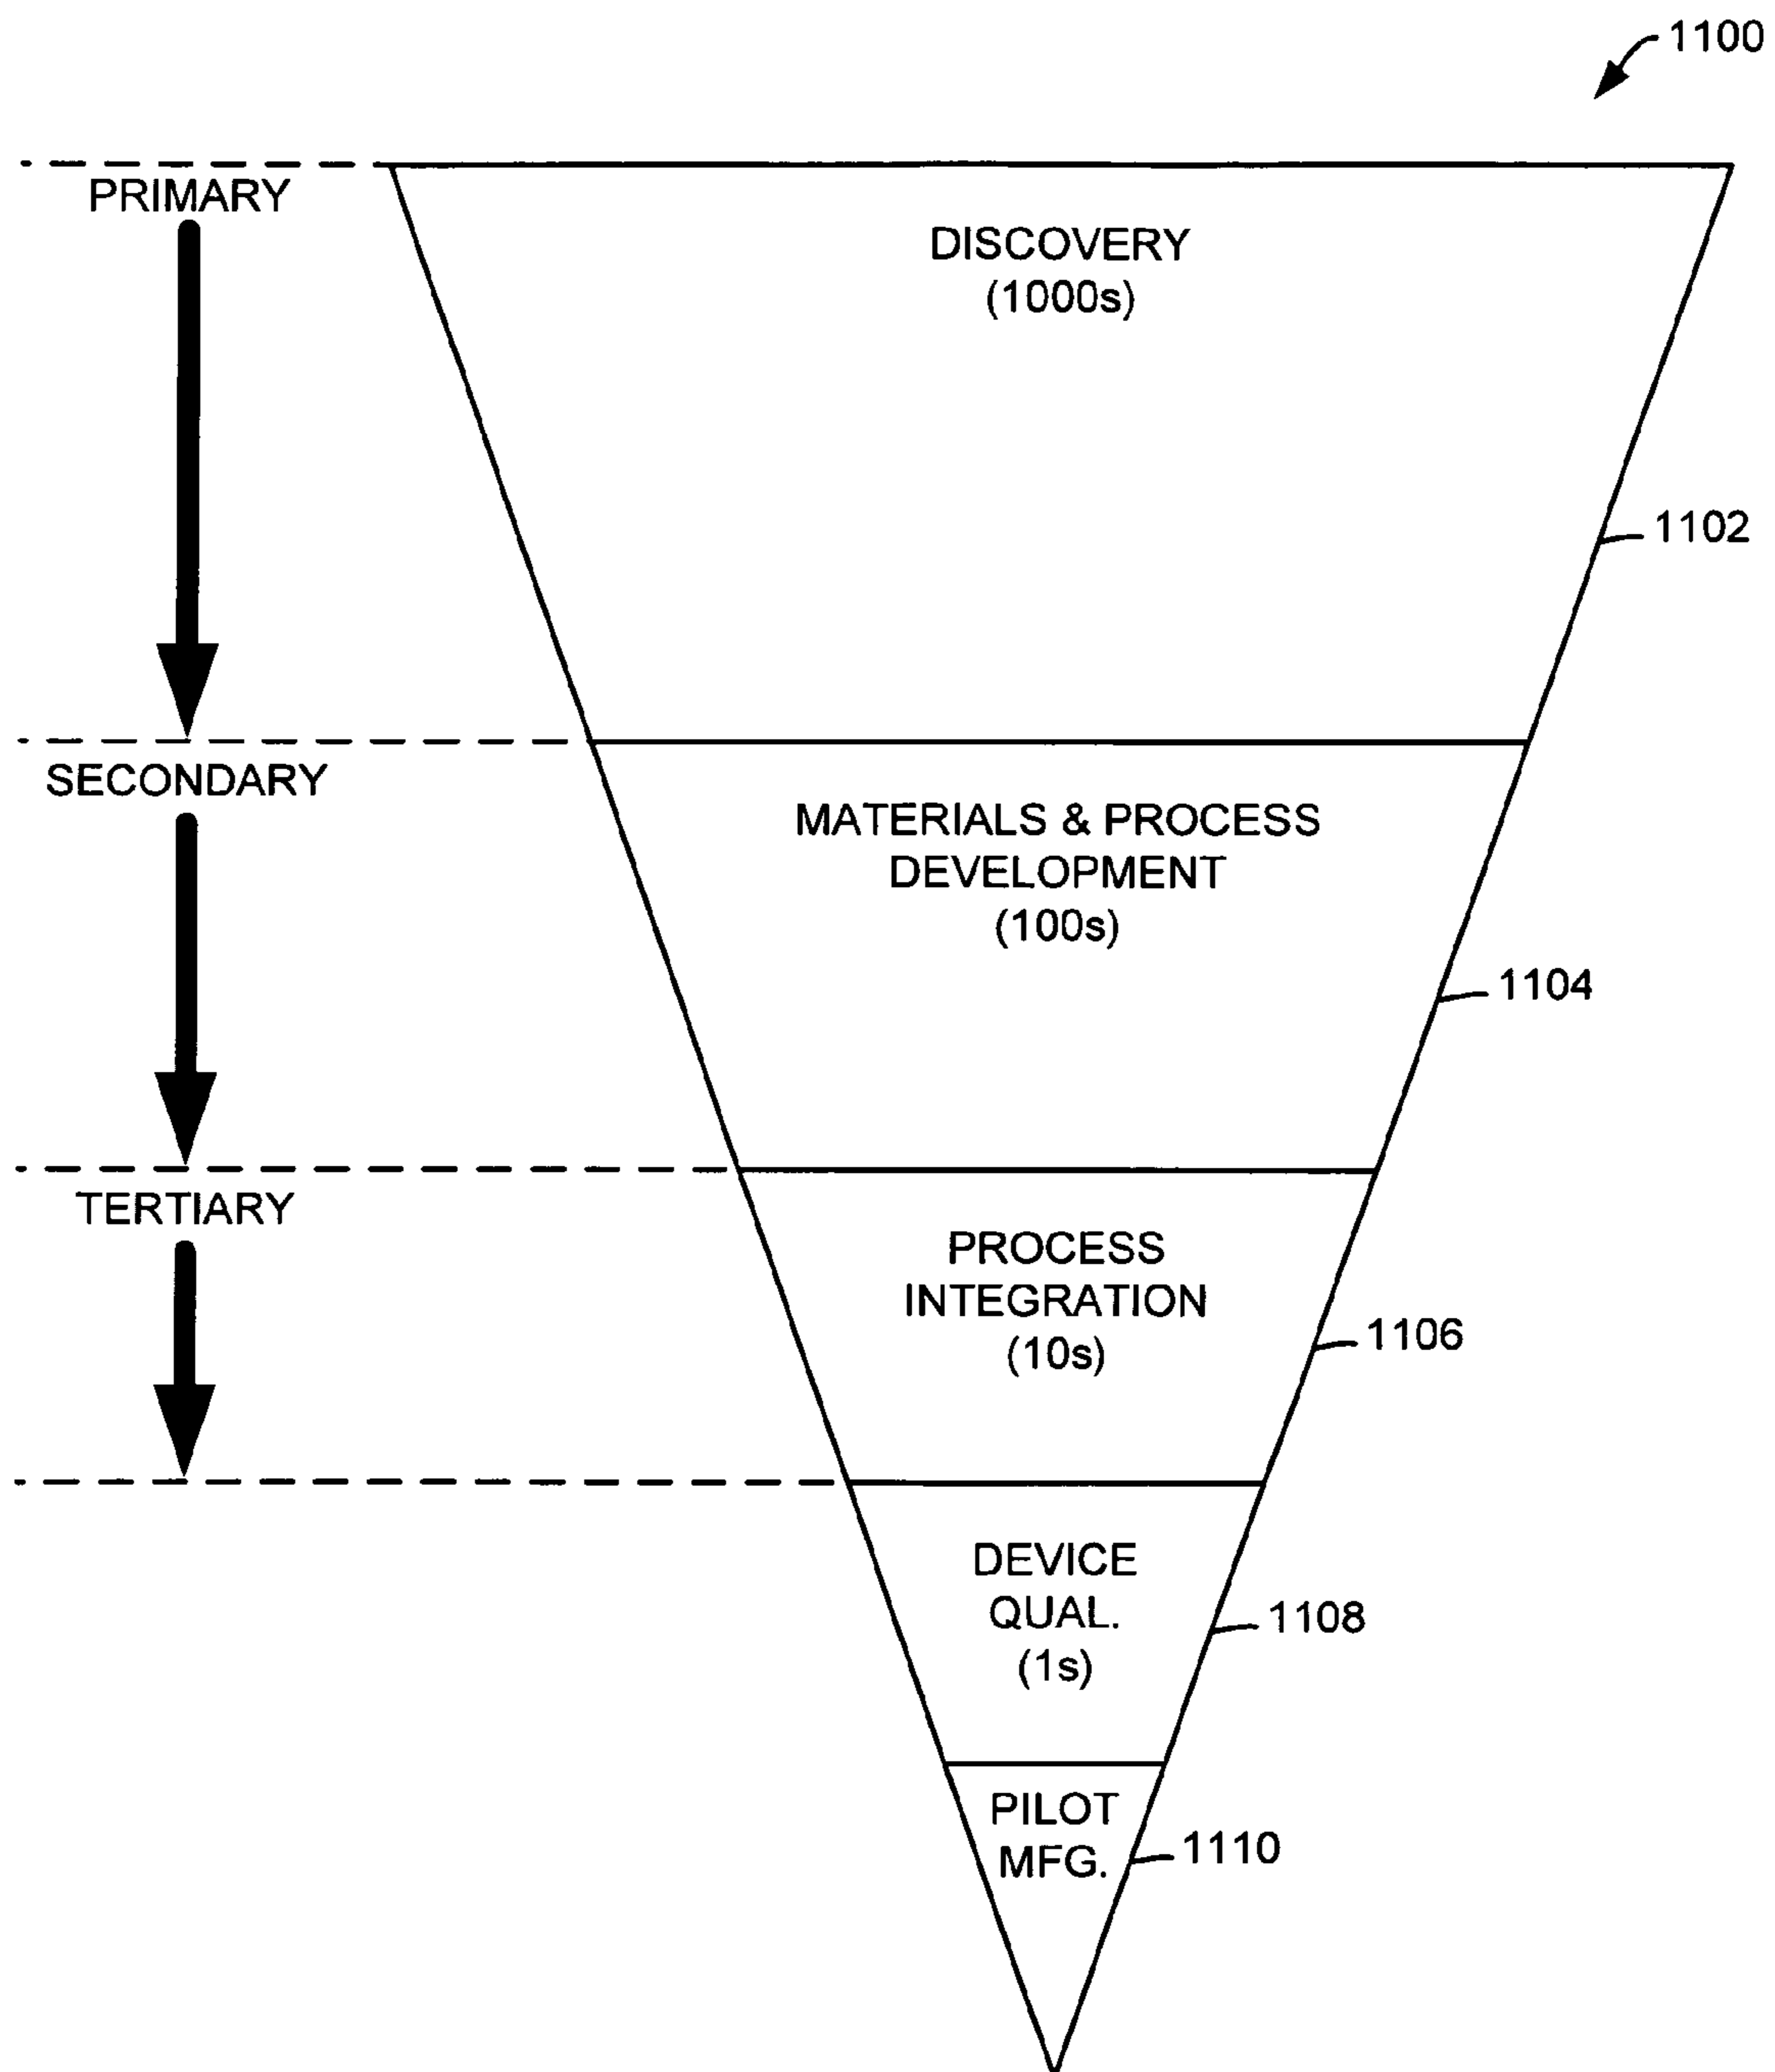 1100
PRIMARY
DISCOVERY
(1000s)
1102
SECONDARY
MATERIALS & PROCESS
DEVELOPMENT
(100s)
1104
TERTIARY
PROCESS
INTEGRATION
(10s)
1106
DEVICE
QUAL.
(1s)
1108
PILOT
MFG.
1110